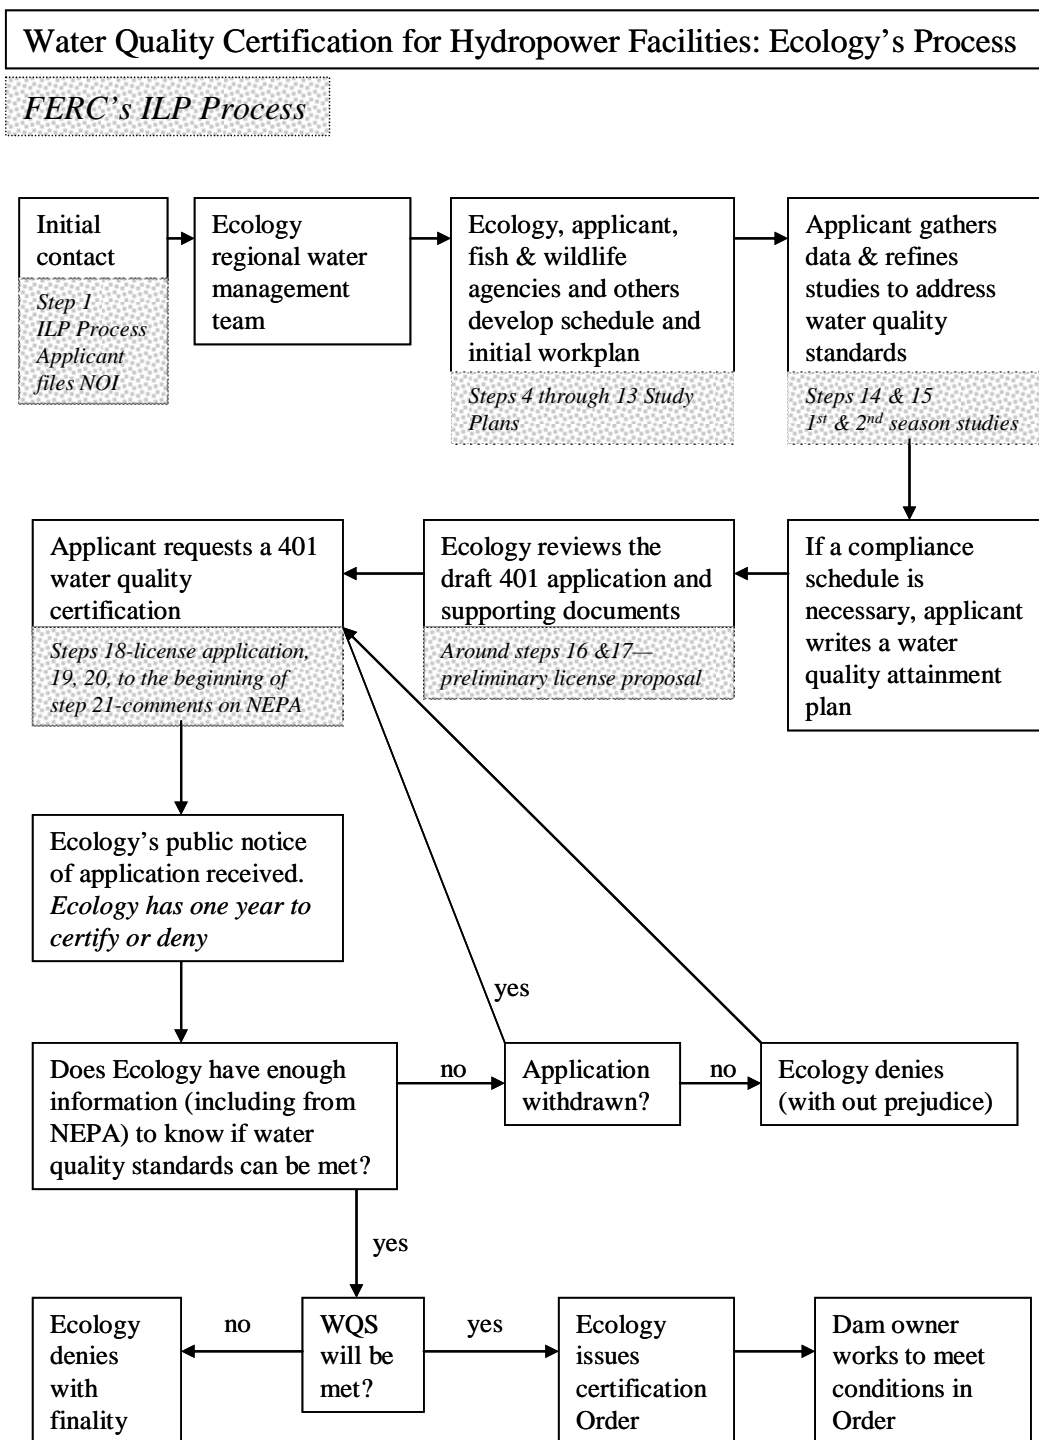 Water Quality Certification for Hydropower Facilities: Ecology's Process
FERC's ILP Process
Initial
contact
Step 1
ILP Process
Applicant
files NOI
Ecology
regional water
management
team
Ecology, applicant,
fish & wildlife
agencies and others
develop schedule and
initial workplan
Steps 4 through 13 Study
Plans
Applicant gathers
data & refines
studies to address
water quality
standards
Steps 14 & 15
1st & 2nd season studies
If a compliance
schedule is
necessary, applicant
writes a water
quality attainment
plan
Ecology reviews the
draft 401 application and
supporting documents
Around steps 16 &17—
preliminary license proposal
Applicant requests a 401
water quality
certification
Steps 18-license application,
19, 20, to the beginning of
step 21-comments on NEPA
Ecology's public notice
of application received.
Ecology has one year to
certify or deny
Does Ecology have enough
information (including from
NEPA) to know if water
quality standards can be met?
no
Application
withdrawn?
yes
no
Ecology denies
(with out prejudice)
yes
WQS
will be
met?
no
Ecology
denies
with
finality
yes
Ecology
issues
certification
Order
Dam owner
works to meet
conditions in
Order